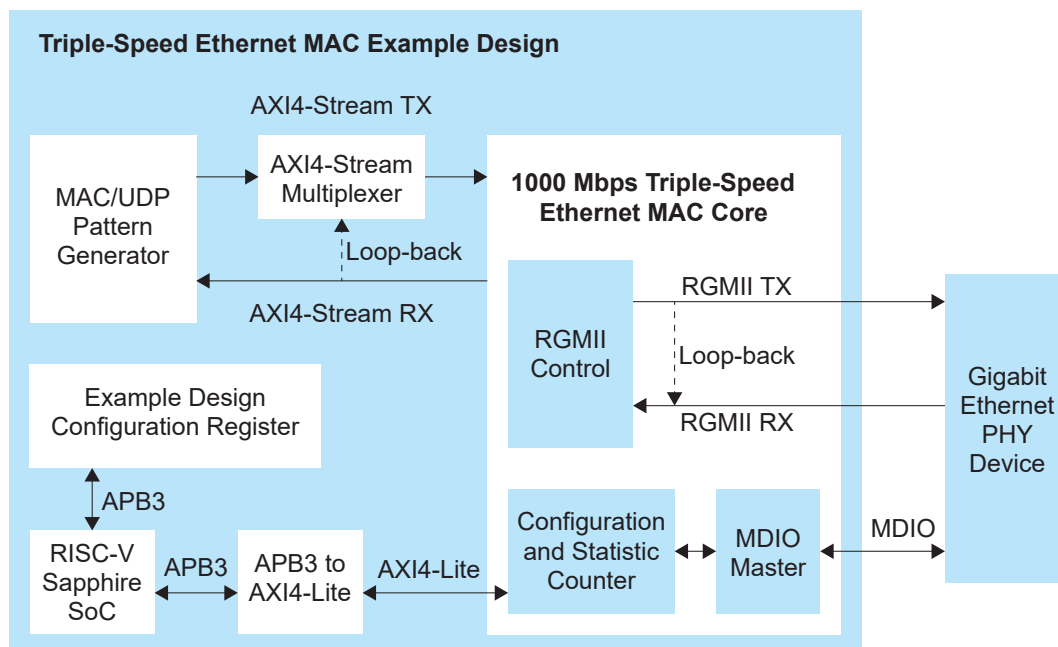 Triple-Speed Ethernet MAC Example Design
AXI4-Stream TX
MAC/UDP
Pattern
Generator
AXI4-Stream
Multiplexer
Loop-back
AXI4-Stream RX
1000 Mbps Triple-Speed
Ethernet MAC Core
RGMII
Control
RGMII TX
Loop-back
RGMII RX
Gigabit
Ethernet
PHY
Device
Example Design
Configuration Register
APB3
RISC-V
Sapphire
SoC
APB3
APB3 to
AXI4-Lite
AXI4-Lite
Configuration
and Statistic
Counter
MDIO
Master
MDIO